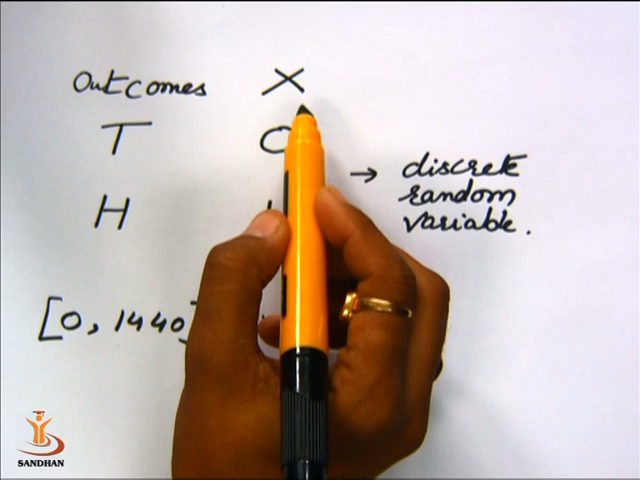 Outcomes X
T
H
→ discrete
random
variable.
[0, 1440]
SANDHAN